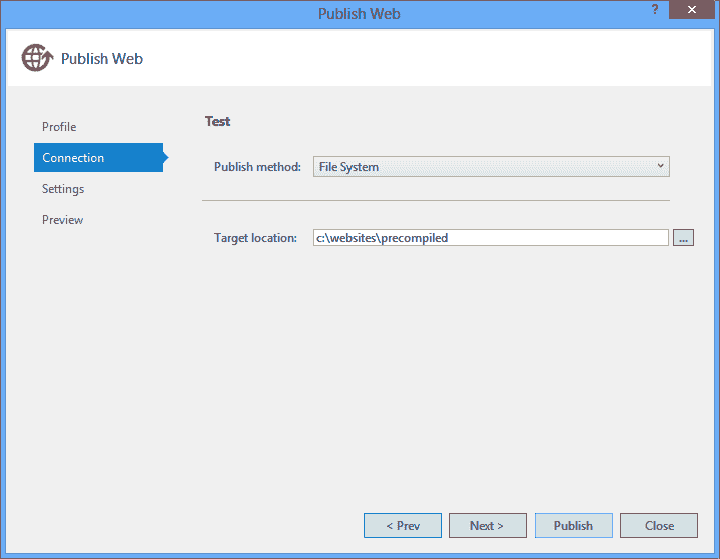 Publish Web
?
Publish Web
Profile
Connection
Settings
Preview
Test
Publish method: File System
Target location: c:\websites\precompiled ...
< Prev Next > Publish Close